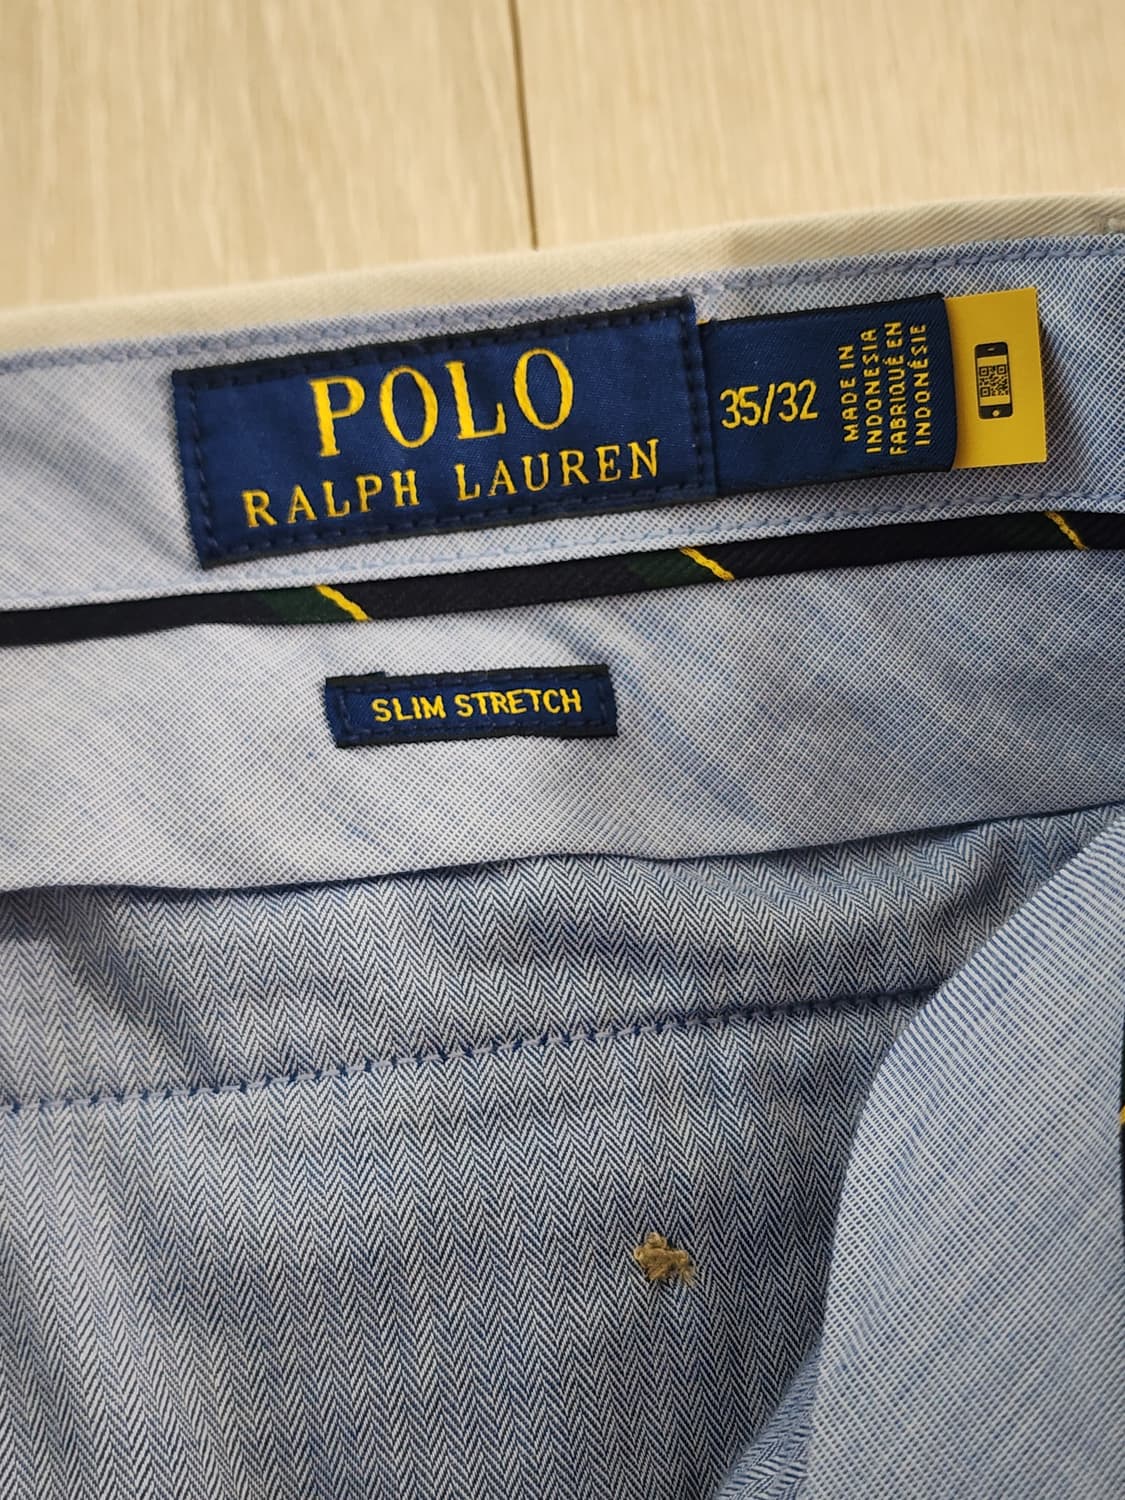 POLO
RALPH LAUREN
35/32
MADE IN
INDONESIA
FABRIQUÉ EN
INDONÉSIE
SLIM STRETCH